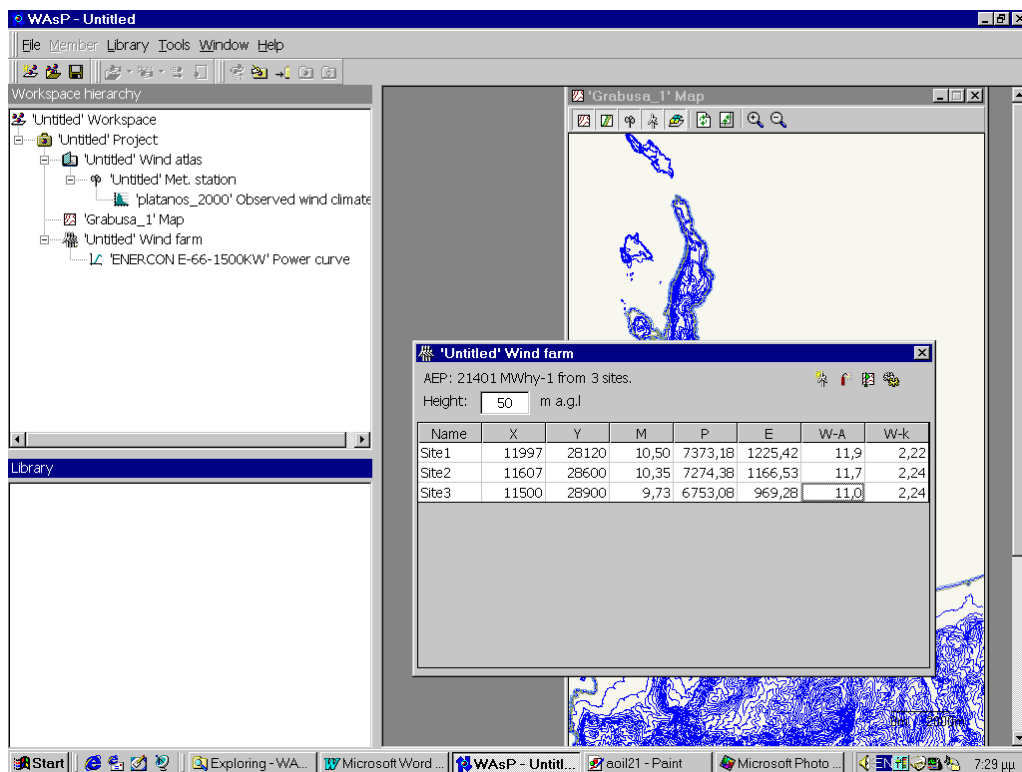 WAsP - Untitled
File Member Library Tools Window Help
Workspace hierarchy
'Untitled' Workspace
'Untitled' Project
'Untitled' Wind atlas
'Untitled' Met. station
'platanos_2000' Observed wind climate
'Grabusa_1' Map
'Untitled' Wind farm
'ENERCON E-66-1500KW' Power curve
Library
'Grabusa_1' Map
'Untitled' Wind farm
AEP: 21401 MWhy-1 from 3 sites.
Height: 50 m a.g.l
Name X Y M P E W-A W-k
Site1 11997 28120 10,50 7373,18 1225,42 11,9 2,22
Site2 11607 28600 10,35 7274,38 1166,53 11,7 2,24
Site3 11500 28900 9,73 6753,08 969,28 11,0 2,24
Start Exploring - WA... Microsoft Word ... WAsP - Untitl... aoil21 - Paint Microsoft Photo ... EN 7:29 μμ